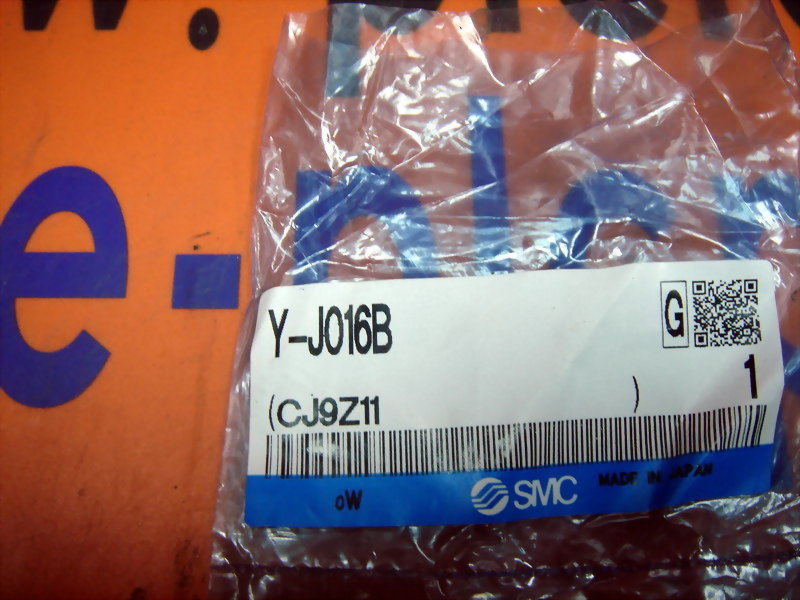 e-
Y-J016B
G
1
(CJ9Z11 )
oW
SMC
MADE IN JAPAN